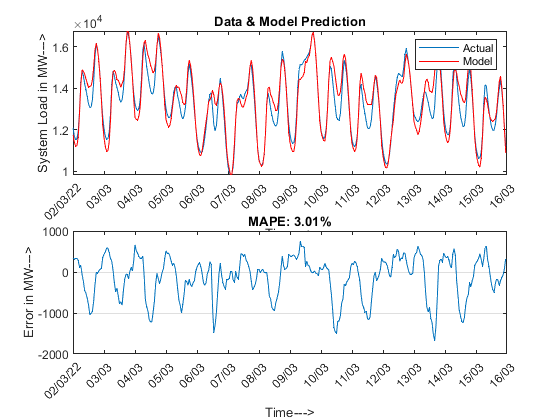 Data & Model Prediction
×10⁴
System Load in MW--->
1.6
1.4
1.2
1
Actual
Model
02/03/22 03/03 04/03 05/03 06/03 07/03 08/03 09/03 10/03 11/03 12/03 13/03 14/03 15/03 16/03
MAPE: 3.01%
Error in MW--->
1000
0
-1000
-2000
02/03/22 03/03 04/03 05/03 06/03 07/03 08/03 09/03 10/03 11/03 12/03 13/03 14/03 15/03 16/03
Time--->